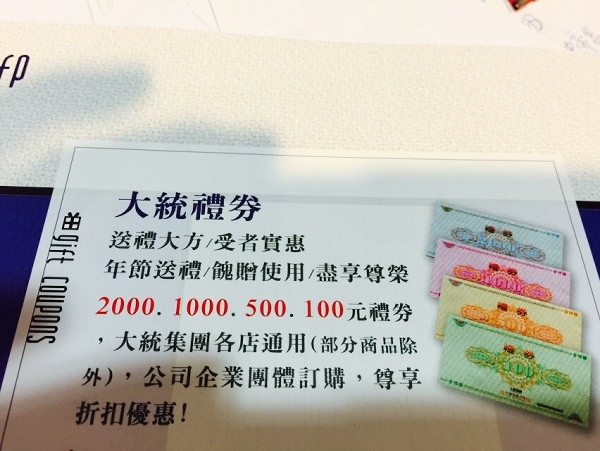 fp
大統禮券
Gift COUPONS
送禮大方/受者實惠
年節送禮/餽贈使用/盡享尊榮
2000.1000.500.100元禮券
,大統集團各店通用(部分商品除
外),公司企業團體訂購,尊享
折扣優惠!